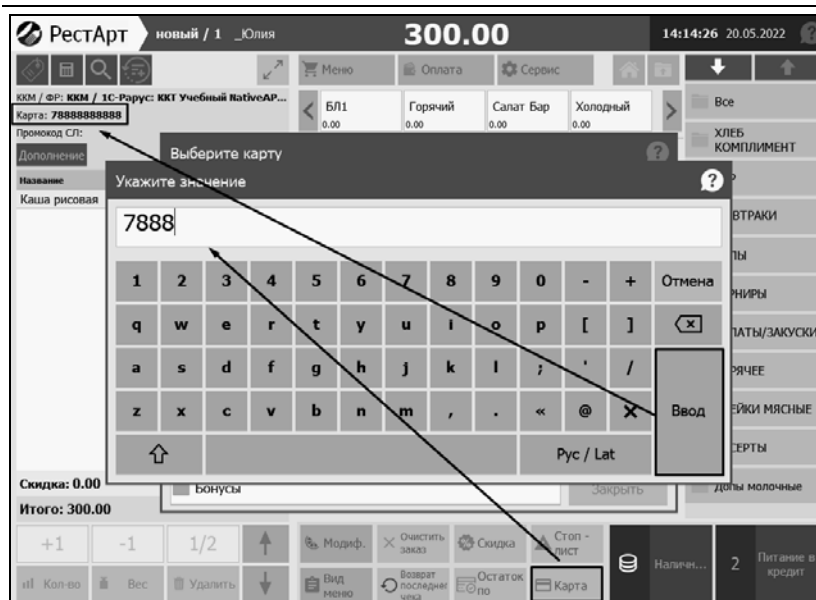 РестАрт новый / 1 _Юлия 300.00 14:14:26 20.05.2022
Меню Оплата Сервис
ККМ / ФР: ККМ / 1С-Рарус: ККТ Учебный NativeAP...
Карта: 78888888888
Промокод СЛ:
Дополнение
Название
Каша рисовая
БЛ1 Горячий Салат Бар Холодный
0.00 0.00 0.00 0.00
Все
ХЛЕБ
КОМПЛИМЕНТ
Выберите карту
Укажите значение
7888
1 2 3 4 5 6 7 8 9 0 - + Отмена
q w e r t y u i o p [ ]
a s d f g h j k l ; ' /
z x c v b n m , . « @ Ввод
Рус / Lat
Бонусы Закрыть
Допы молочные
Скидка: 0.00
Итого: 300.00
+1 -1 1/2
Кол-во Вес Удалить
Модиф. Очистить заказ Скидка Стоп - лист
Вид меню Возврат последнег чека Остаток по Карта
Наличн... 2 Питание в кредит